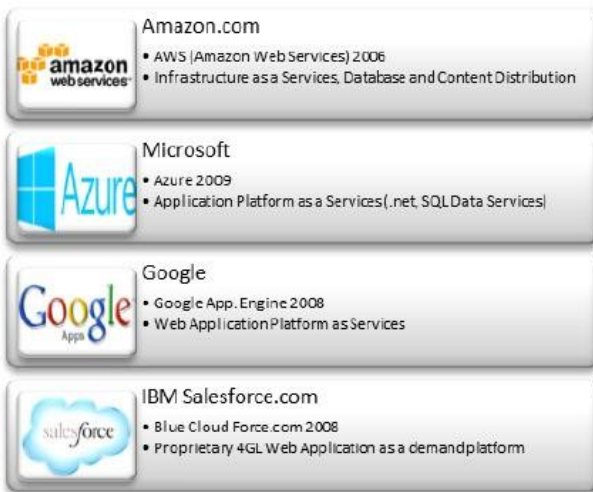 amazon
webservices™
Amazon.com
• AWS (Amazon Web Services) 2006
• Infrastructure as a Services, Database and Content Distribution
Azure
Microsoft
• Azure 2009
• Application Platform as a Services(.net, SQL Data Services)
Google
Apps
Google
• Google App. Engine 2008
• Web Application Platform as Services
salesforce
IBM Salesforce.com
• Blue Cloud Force.com 2008
• Proprietary 4GL Web Application as a demand platform